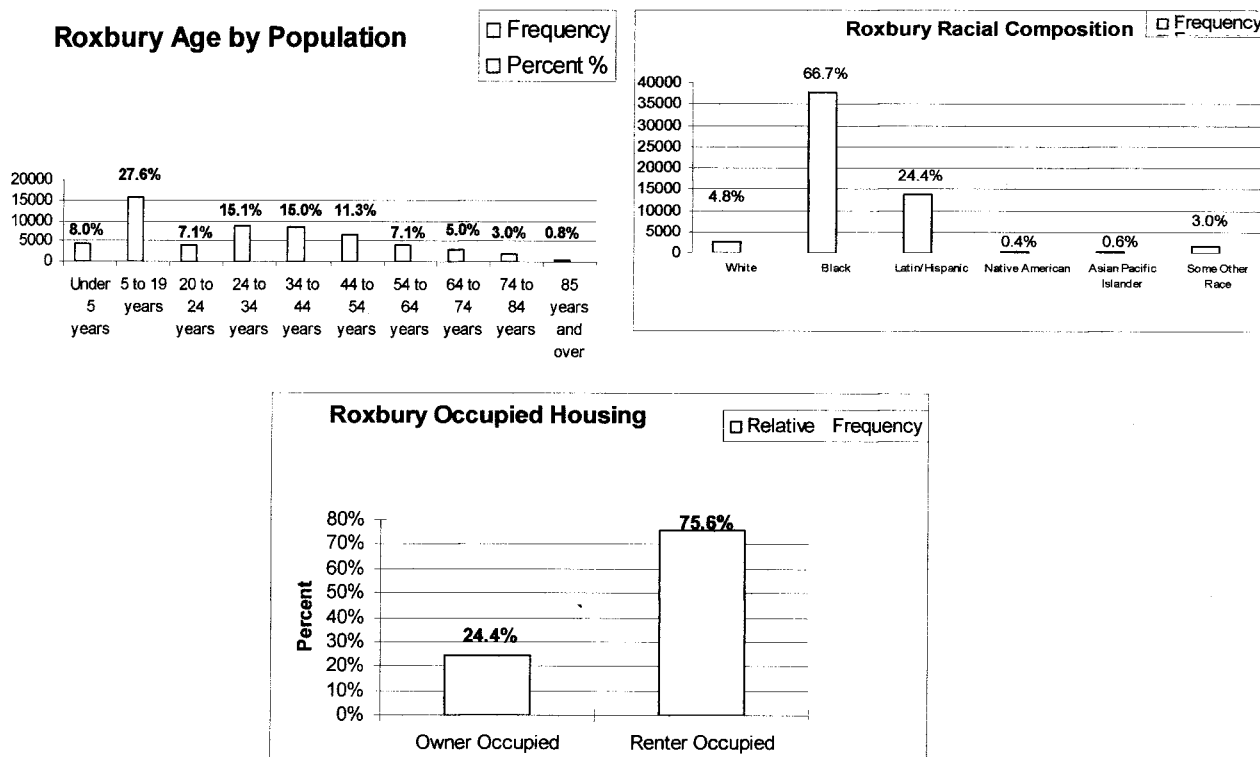 Roxbury Age by Population
Frequency
Percent %
20000
15000
10000
5000
0
8.0%
27.6%
7.1%
15.1%
15.0%
11.3%
7.1%
5.0%
3.0%
0.8%
Under 5 years
5 to 19 years
20 to 24 years
24 to 34 years
34 to 44 years
44 to 54 years
54 to 64 years
64 to 74 years
74 to 84 years
85 years and over
Roxbury Racial Composition
Frequency
40000
35000
30000
25000
20000
15000
10000
5000
0
4.8%
66.7%
24.4%
0.4%
0.6%
3.0%
White
Black
Latin/Hispanic
Native American
Asian Pacific Islander
Some Other Race
Roxbury Occupied Housing
Relative Frequency
Percent
80%
70%
60%
50%
40%
30%
20%
10%
0%
24.4%
75.6%
Owner Occupied
Renter Occupied